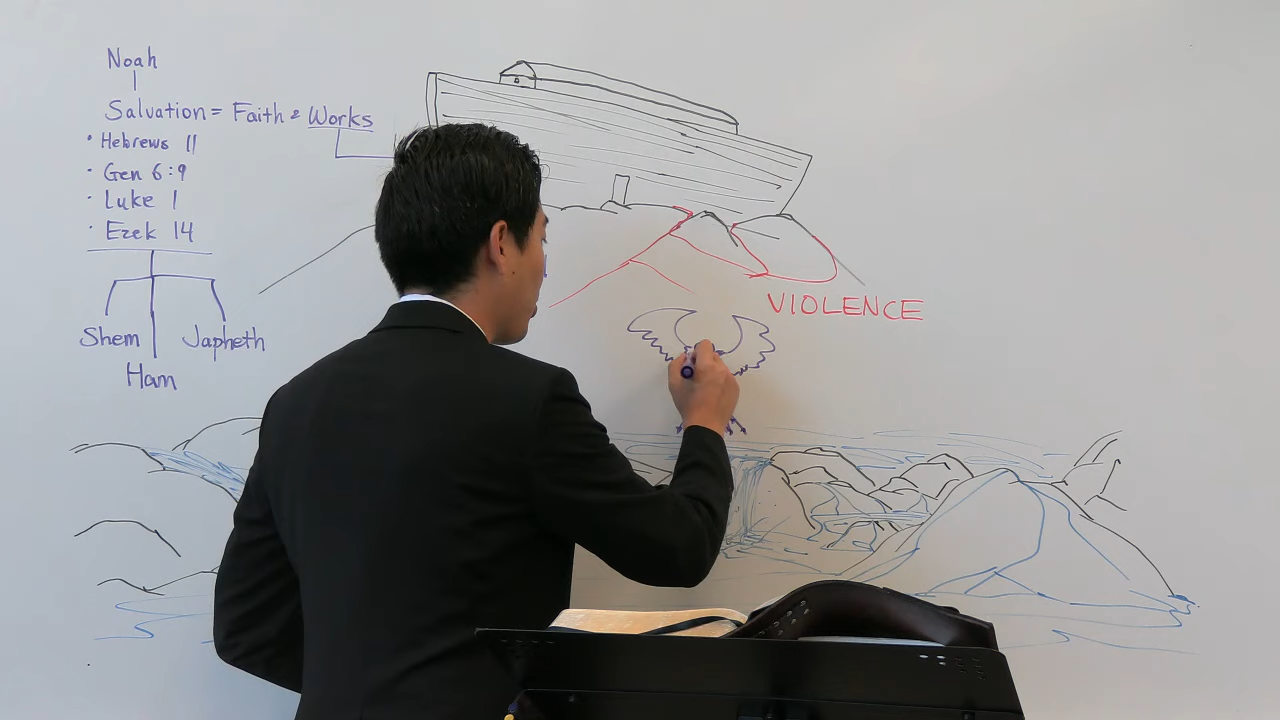 Noah
Salvation = Faith & Works
• Hebrews 11
• Gen 6:9
• Luke 1
• Ezek 14
Shem
Japheth
Ham
VIOLENCE